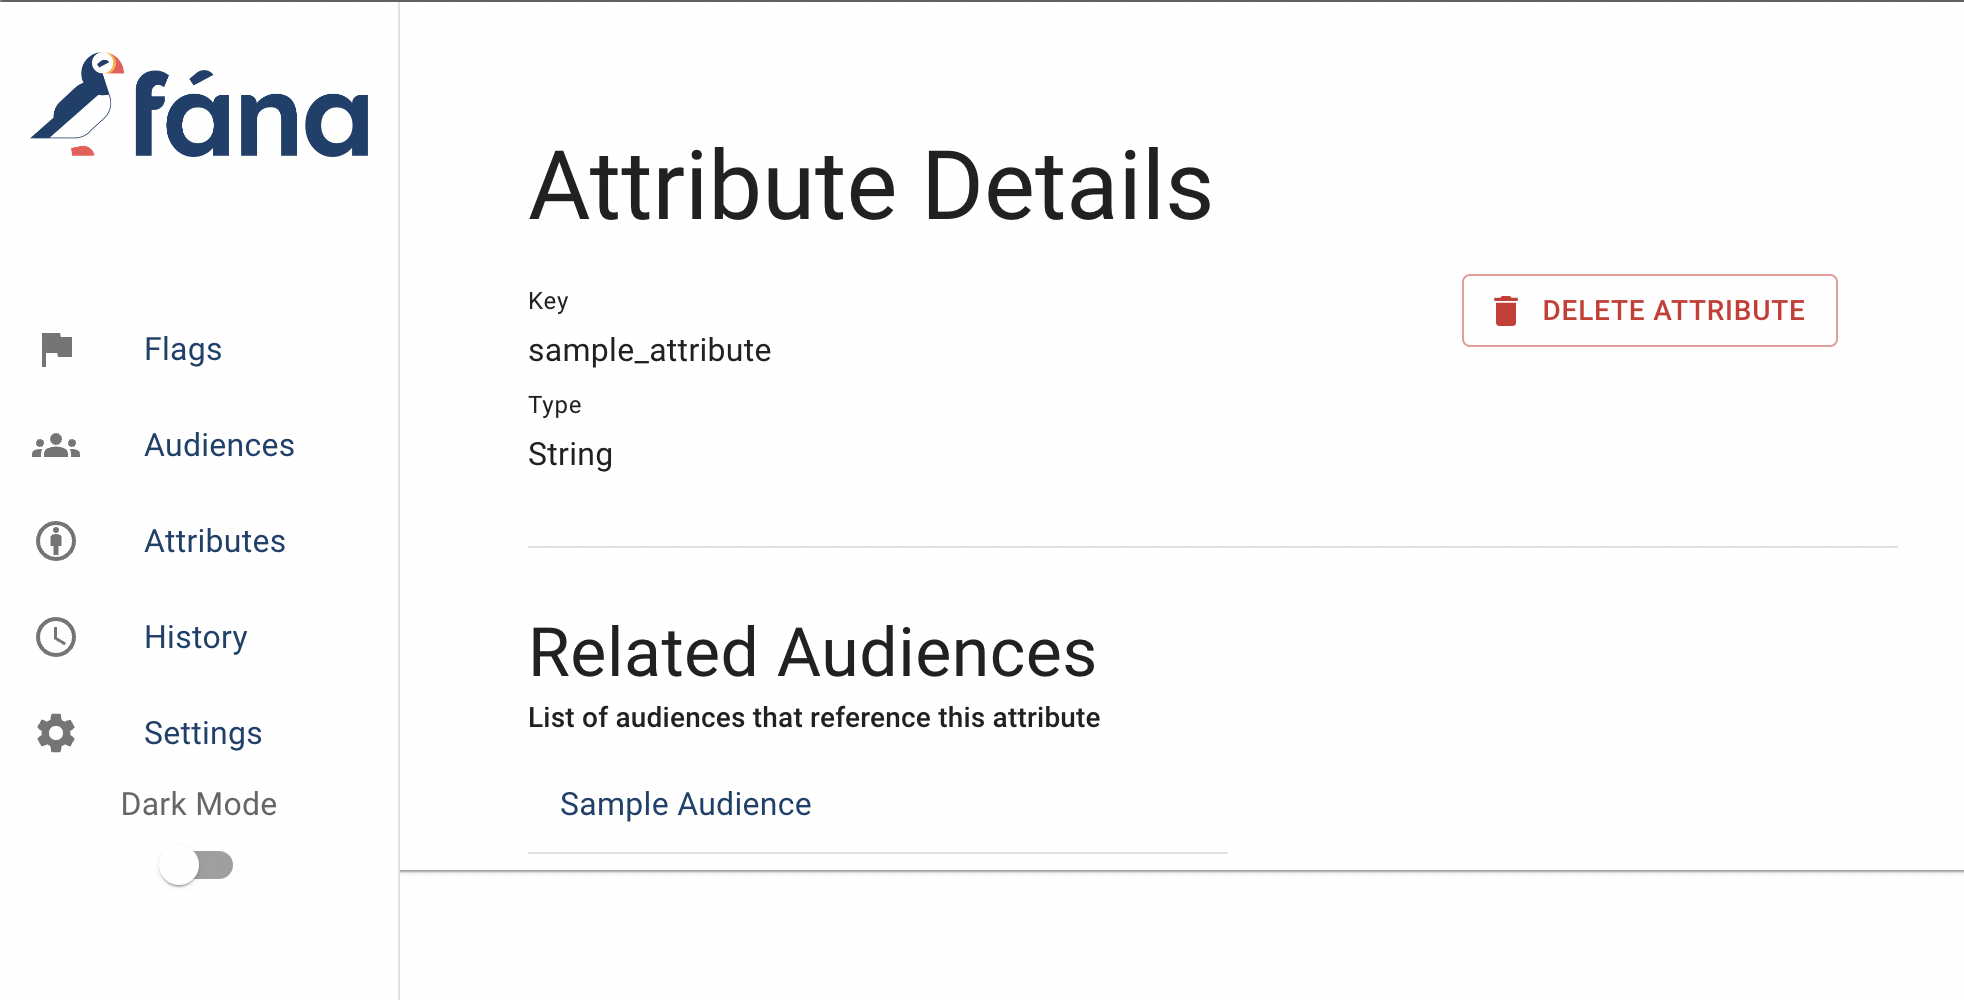 fána
Flags
Audiences
Attributes
History
Settings
Dark Mode
Attribute Details
Key
sample_attribute
Type
String
DELETE ATTRIBUTE
Related Audiences
List of audiences that reference this attribute
Sample Audience